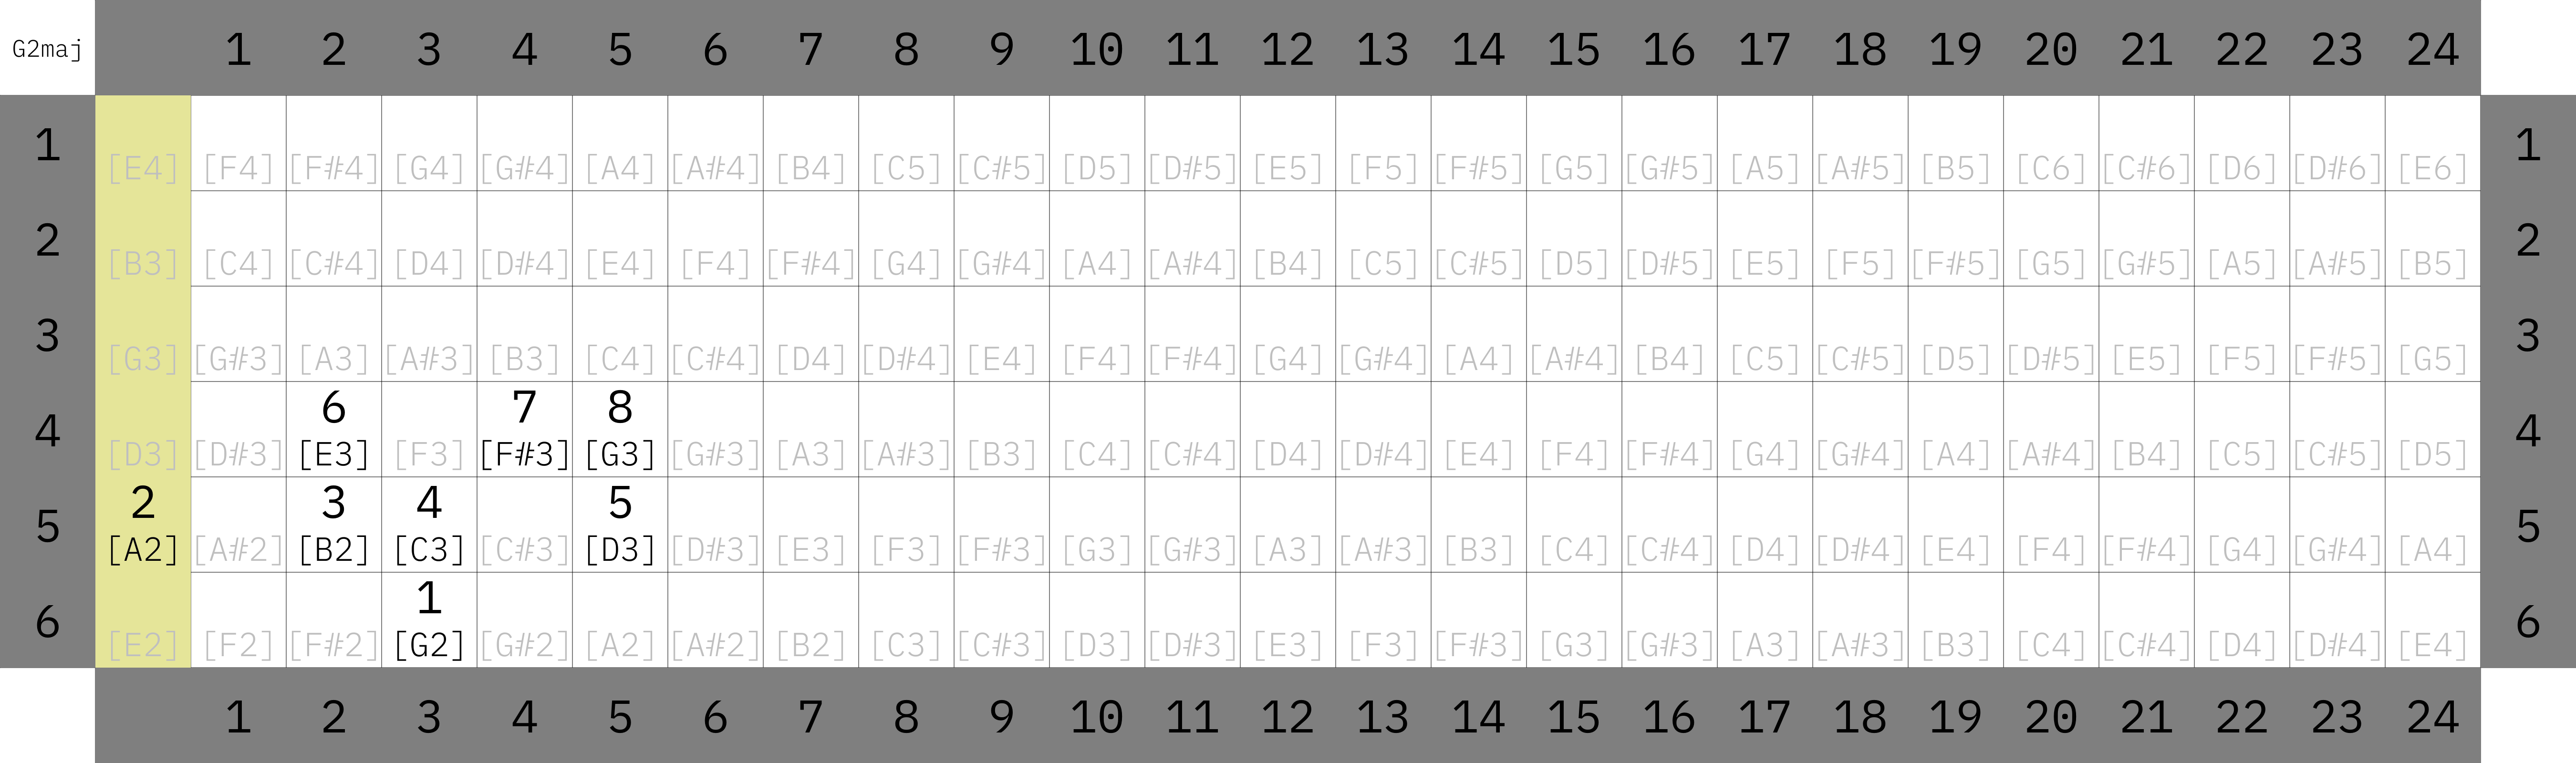 G2maj 1 2 3 4 5 6 7 8 9 10 11 12 13 14 15 16 17 18 19 20 21 22 23 24
1 1
[E4] [F4] [F#4] [G4] [G#4] [A4] [A#4] [B4] [C5] [C#5] [D5] [D#5] [E5] [F5] [F#5] [G5] [G#5] [A5] [A#5] [B5] [C6] [C#6] [D6] [D#6] [E6]
2 2
[B3] [C4] [C#4] [D4] [D#4] [E4] [F4] [F#4] [G4] [G#4] [A4] [A#4] [B4] [C5] [C#5] [D5] [D#5] [E5] [F5] [F#5] [G5] [G#5] [A5] [A#5] [B5]
3 3
[G3] [G#3] [A3] [A#3] [B3] [C4] [C#4] [D4] [D#4] [E4] [F4] [F#4] [G4] [G#4] [A4] [A#4] [B4] [C5] [C#5] [D5] [D#5] [E5] [F5] [F#5] [G5]
6 7 8
4 4
[D3] [D#3] [E3] [F3] [F#3] [G3] [G#3] [A3] [A#3] [B3] [C4] [C#4] [D4] [D#4] [E4] [F4] [F#4] [G4] [G#4] [A4] [A#4] [B4] [C5] [C#5] [D5]
2 3 4 5
5 5
[A2] [A#2] [B2] [C3] [C#3] [D3] [D#3] [E3] [F3] [F#3] [G3] [G#3] [A3] [A#3] [B3] [C4] [C#4] [D4] [D#4] [E4] [F4] [F#4] [G4] [G#4] [A4]
1
6 6
[E2] [F2] [F#2] [G2] [G#2] [A2] [A#2] [B2] [C3] [C#3] [D3] [D#3] [E3] [F3] [F#3] [G3] [G#3] [A3] [A#3] [B3] [C4] [C#4] [D4] [D#4] [E4]
1 2 3 4 5 6 7 8 9 10 11 12 13 14 15 16 17 18 19 20 21 22 23 24